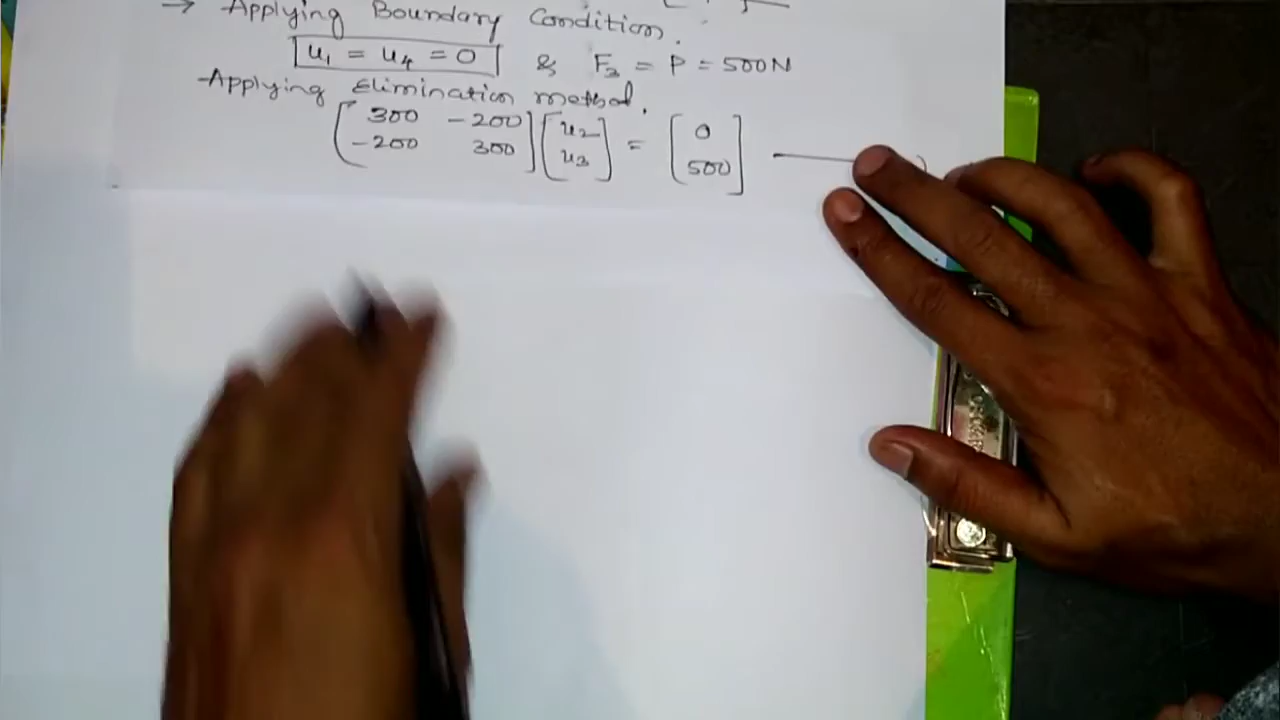 → Applying Boundary Condition.
u₁ = u₄ = 0 & F₃ = P = 500N
-Applying Elimination method.
[300 -200] [u₂] = [0]
[-200 300] [u₃] = [500]